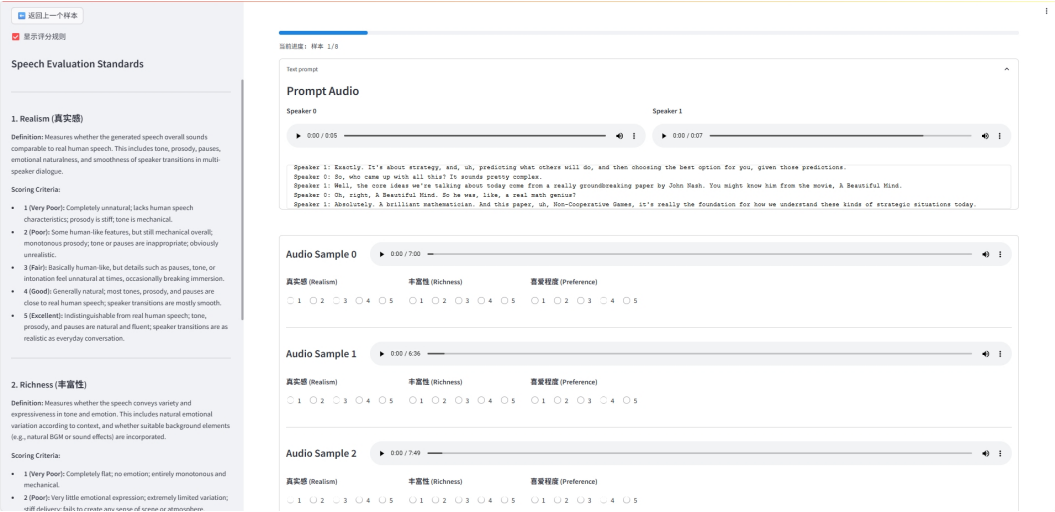 返回上一个样本
显示评分规则
Speech Evaluation Standards
1. Realism (真实感)
Definition: Measures whether the generated speech overall sounds
comparable to real human speech. This includes tone, prosody, pauses,
emotional naturalness, and smoothness of speaker transitions in multi-
speaker dialogue.
Scoring Criteria:
• 1 (Very Poor): Completely unnatural; lacks human speech
characteristics; prosody is stiff; tone is mechanical.
• 2 (Poor): Some human-like features, but still mechanical overall;
monotonous prosody; tone or pauses are inappropriate; obviously
unrealistic.
• 3 (Fair): Basically human-like, but details such as pauses, tone, or
intonation feel unnatural at times, occasionally breaking immersion.
• 4 (Good): Generally natural; most tones, prosody, and pauses are
close to real human speech; speaker transitions are mostly smooth.
• 5 (Excellent): Indistinguishable from real human speech; tone,
prosody, and pauses are natural and fluent; speaker transitions are as
realistic as everyday conversation.
2. Richness (丰富性)
Definition: Measures whether the speech conveys variety and
expressiveness in tone and emotion. This includes natural emotional
variation according to context, and whether suitable background elements
(e.g., natural BGM or sound effects) are incorporated.
Scoring Criteria:
• 1 (Very Poor): Completely flat; no emotion; entirely monotonous and
mechanical.
• 2 (Poor): Very little emotional expression; extremely limited variation;
stiff delivery; fails to create any sense of scene or atmosphere.
当前进度: 样本 1/8
Text prompt
Prompt Audio
Speaker 0 Speaker 1
0:00 / 0:05 0:00 / 0:07
Speaker 1: Exactly. It's about strategy, and, uh, predicting what others will do, and then choosing the best option for you, given those predictions.
Speaker 0: So, who came up with all this? It sounds pretty complex.
Speaker 1: Well, the core ideas we're talking about today come from a really groundbreaking paper by John Nash. You might know him from the movie, A Beautiful Mind.
Speaker 0: Oh, right, A Beautiful Mind. So he was, like, a real math genius?
Speaker 1: Absolutely. A brilliant mathematician. And this paper, uh, Non-Cooperative Games, it's really the foundation for how we understand these kinds of strategic situations today.
Audio Sample 0 0:00 / 7:00
真实感 (Realism) 丰富性 (Richness) 喜爱程度 (Preference)
1 2 3 4 5 1 2 3 4 5 1 2 3 4 5
Audio Sample 1 0:00 / 6:36
真实感 (Realism) 丰富性 (Richness) 喜爱程度 (Preference)
1 2 3 4 5 1 2 3 4 5 1 2 3 4 5
Audio Sample 2 0:00 / 7:49
真实感 (Realism) 丰富性 (Richness) 喜爱程度 (Preference)
1 2 3 4 5 1 2 3 4 5 1 2 3 4 5